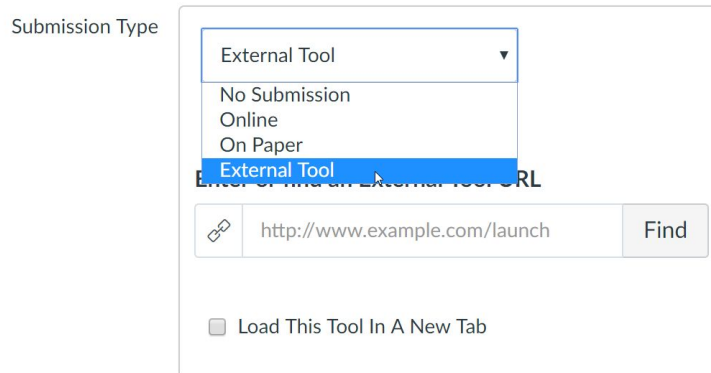 Submission Type
External Tool
No Submission
Online
On Paper
External Tool
Enter or find an External Tool URL
http://www.example.com/launch
Find
Load This Tool In A New Tab